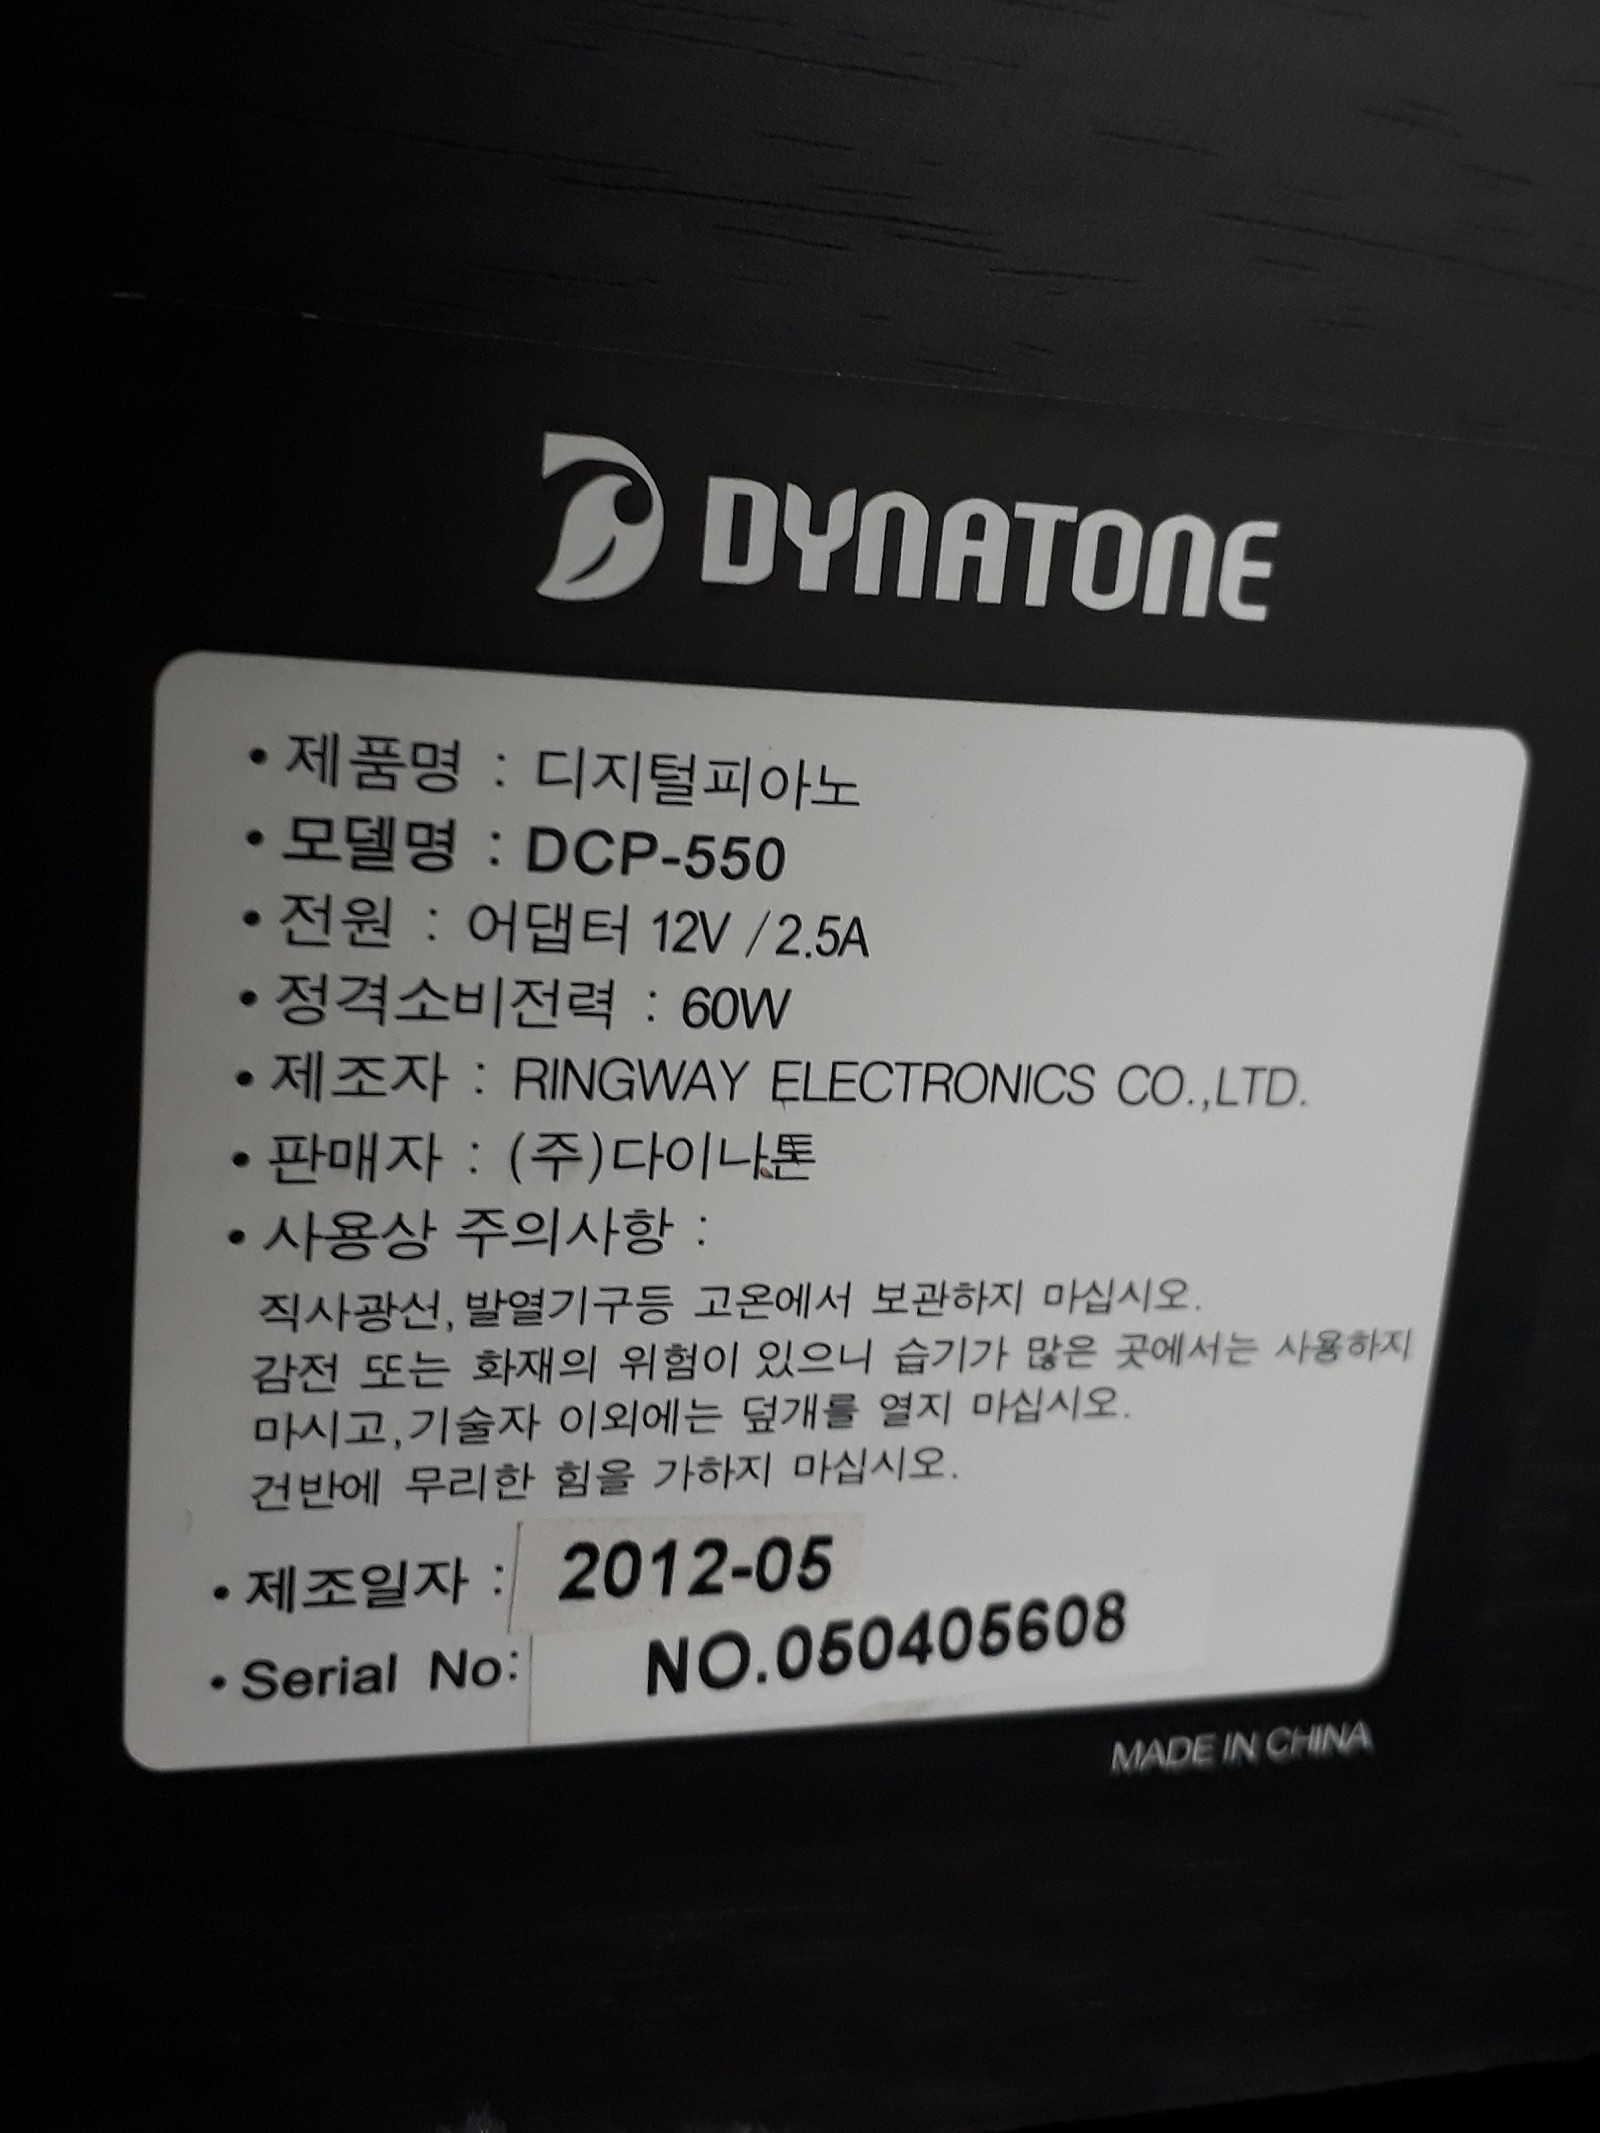 DYNATONE
• 제품명 : 디지털피아노
• 모델명 : DCP-550
• 전원 : 어댑터 12V /2.5A
• 정격소비전력 : 60W
• 제조자 : RINGWAY ELECTRONICS CO.,LTD.
• 판매자 : (주)다이나톤
• 사용상 주의사항 :
직사광선,발열기구등 고온에서 보관하지 마십시오.
감전 또는 화재의 위험이 있으니 습기가 많은 곳에서는 사용하지
마시고,기술자 이외에는 덮개를 열지 마십시오.
건반에 무리한 힘을 가하지 마십시오.
• 제조일자 : 2012-05
• Serial No: NO.050405608
MADE IN CHINA